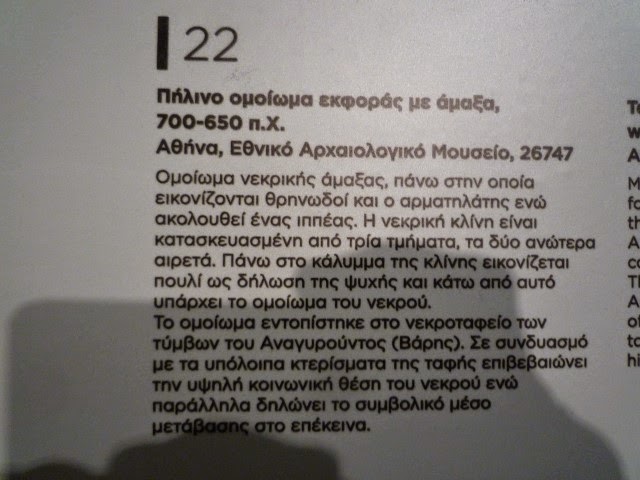 22
Πήλινο ομοίωμα εκφοράς με άμαξα,
700-650 π.Χ.
Αθήνα, Εθνικό Αρχαιολογικό Μουσείο, 26747
Ομοίωμα νεκρικής άμαξας, πάνω στην οποία
εικονίζονται θρηνωδοί και ο αρματηλάτης ενώ
ακολουθεί ένας ιππέας. Η νεκρική κλίνη είναι
κατασκευασμένη από τρία τμήματα, τα δύο ανώτερα
αιρετά. Πάνω στο κάλυμμα της κλίνης εικονίζεται
πουλί ως δήλωση της ψυχής και κάτω από αυτό
υπάρχει το ομοίωμα του νεκρού.
Το ομοίωμα εντοπίστηκε στο νεκροταφείο των
τύμβων του Αναγυρούντος (Βάρης). Σε συνδυασμό
με τα υπόλοιπα κτερίσματα της ταφής επιβεβαιώνει
την υψηλή κοινωνική θέση του νεκρού ενώ
παράλληλα δηλώνει το συμβολικό μέσο
μετάβασης στο επέκεινα.